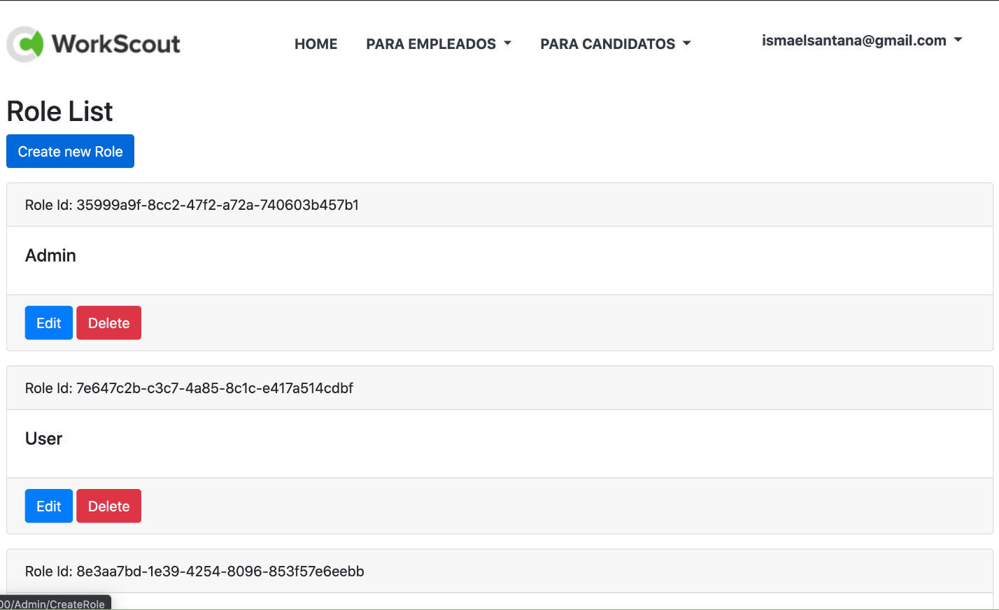 WorkScout
HOME PARA EMPLEADOS PARA CANDIDATOS ismaelsantana@gmail.com
Role List
Create new Role
Role Id: 35999a9f-8cc2-47f2-a72a-740603b457b1
Admin
Edit Delete
Role Id: 7e647c2b-c3c7-4a85-8c1c-e417a514cdbf
User
Edit Delete
Role Id: 8e3aa7bd-1e39-4254-8096-853f57e6eebb
00/Admin/CreateRole